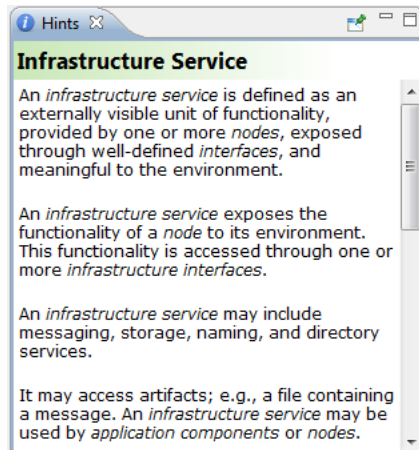 Hints
Infrastructure Service
An infrastructure service is defined as an
externally visible unit of functionality,
provided by one or more nodes, exposed
through well-defined interfaces, and
meaningful to the environment.
An infrastructure service exposes the
functionality of a node to its environment.
This functionality is accessed through one or
more infrastructure interfaces.
An infrastructure service may include
messaging, storage, naming, and directory
services.
It may access artifacts; e.g., a file containing
a message. An infrastructure service may be
used by application components or nodes.